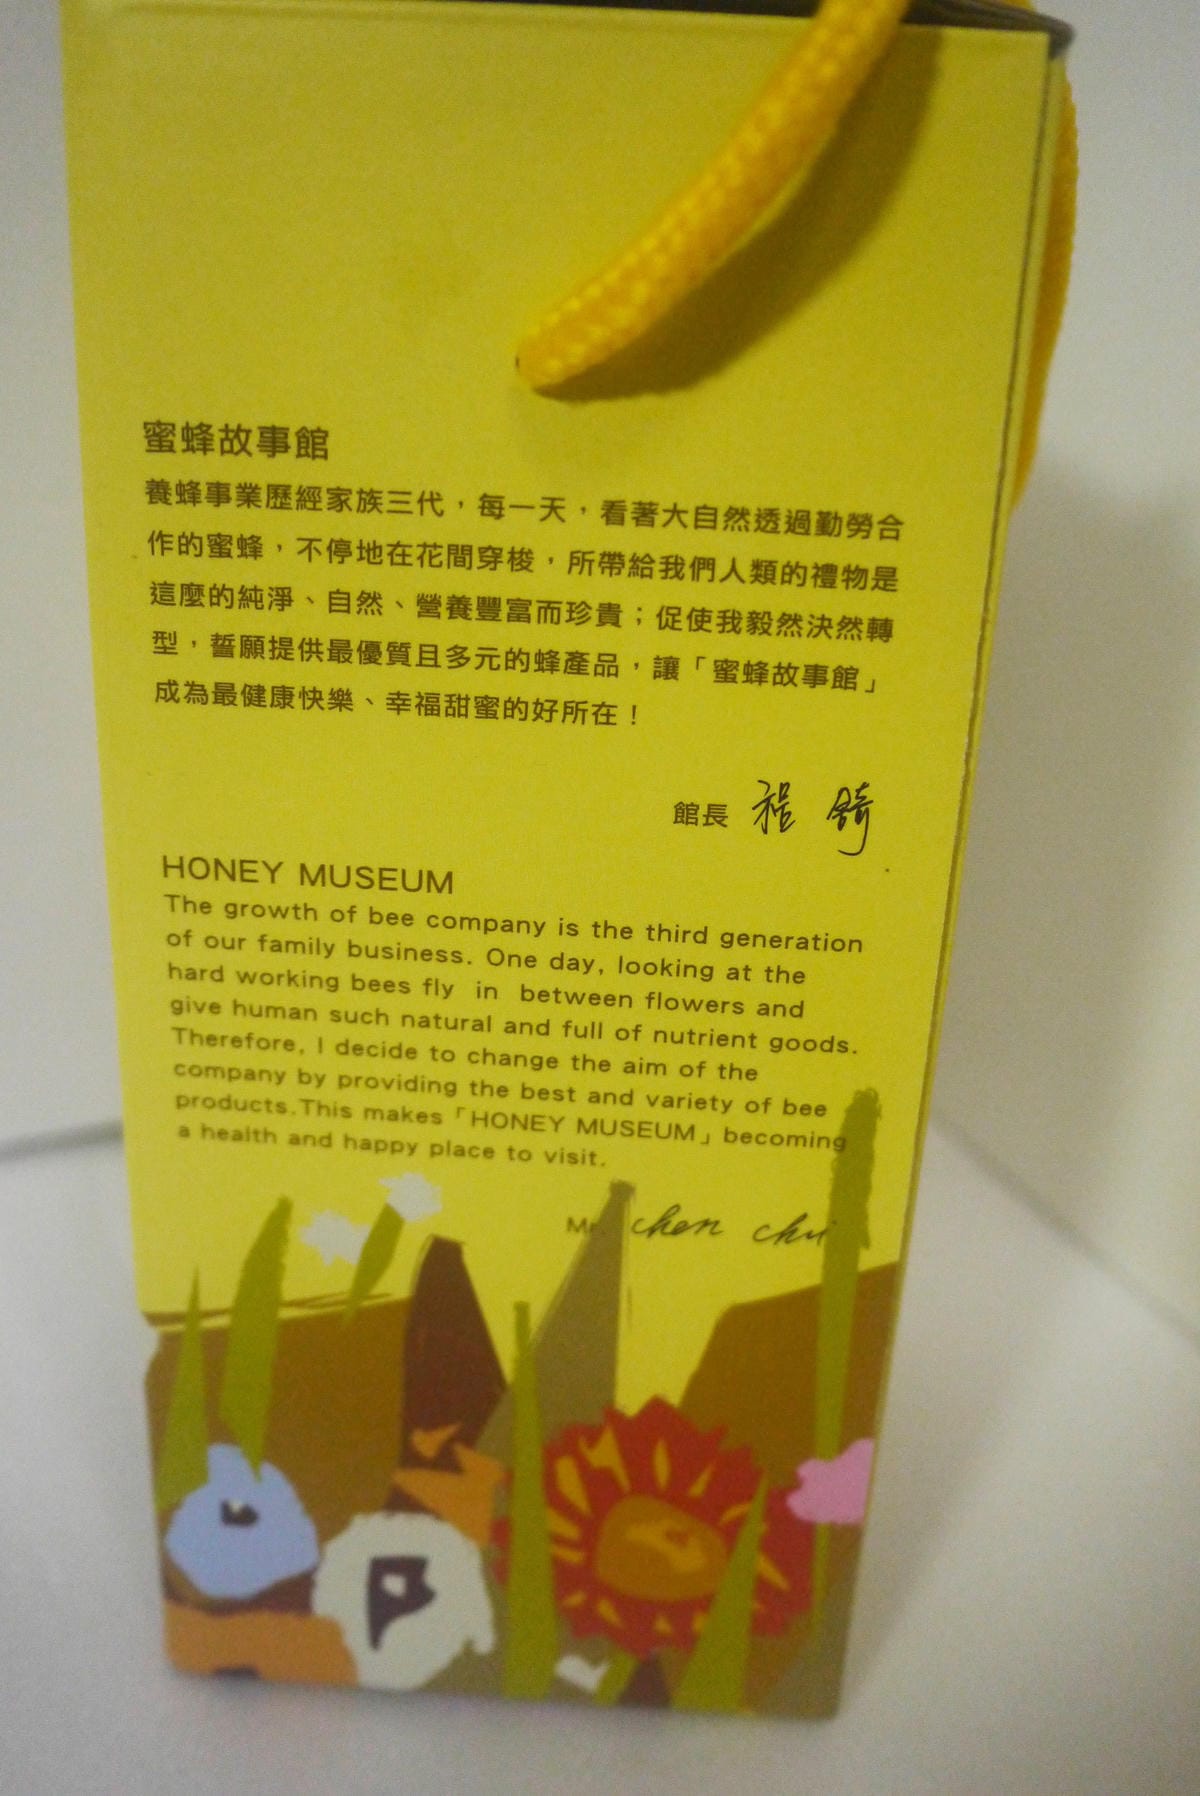 蜜蜂故事館
養蜂事業歷經家族三代，每一天，看著大自然透過勤勞合
作的蜜蜂，不停地在花間穿梭，所帶給我們人類的禮物是
這麼的純淨、自然、營養豐富而珍貴；促使我毅然決然轉
型，誓願提供最優質且多元的蜂產品，讓「蜜蜂故事館」
成為最健康快樂、幸福甜蜜的好所在！
館長 程
HONEY MUSEUM
The growth of bee company is the third generation
of our family business. One day, looking at the
hard working bees fly in between flowers and
give human such natural and full of nutrient goods.
Therefore, I decide to change the aim of the
company by providing the best and variety of bee
products.This makes「HONEY MUSEUM」becoming
a health and happy place to visit.
Mr. chen chi